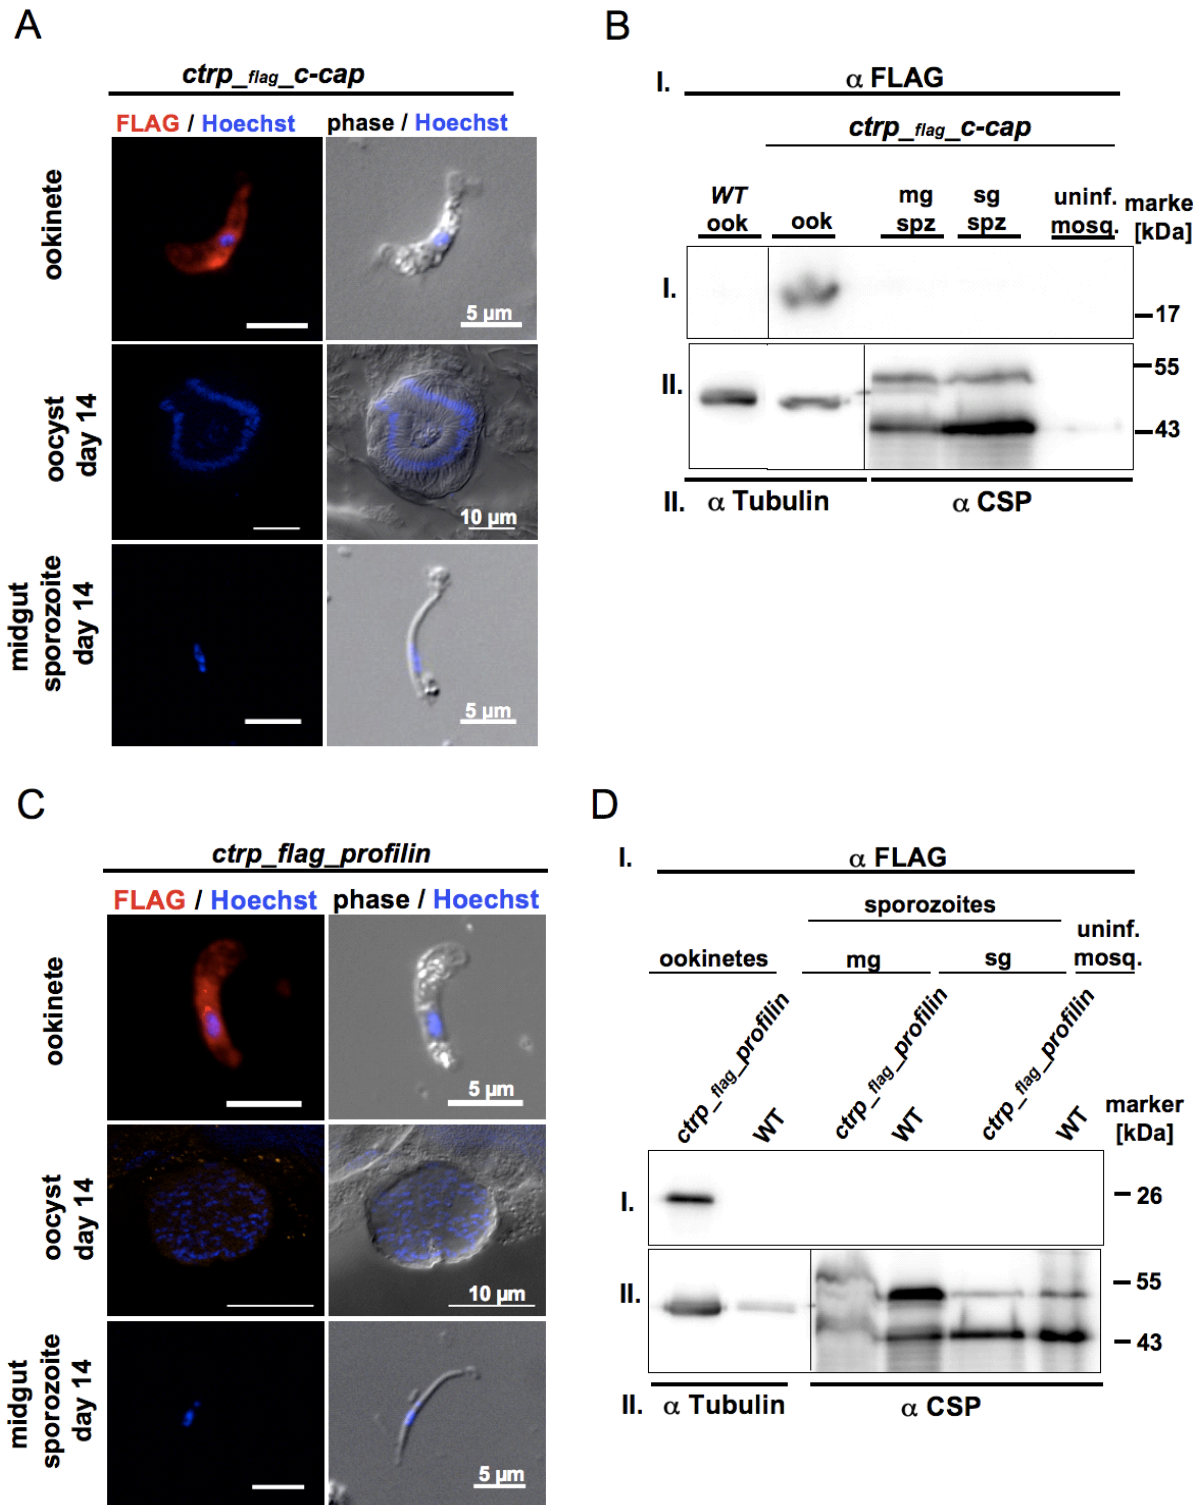 A
ctrp_flag_c-cap
FLAG / Hoechst
phase / Hoechst
ookinete
5 µm
oocyst
day 14
10 µm
midgut
sporozoite
day 14
5 µm
B
I.
α FLAG
ctrp_flag_c-cap
WT
ook
ook
mg
spz
sg
spz
uninf.
mosq.
marke
[kDa]
I.
17
II.
55
43
II. α Tubulin
α CSP
C
ctrp_flag_profilin
FLAG / Hoechst
phase / Hoechst
ookinete
5 µm
oocyst
day 14
10 µm
midgut
sporozoite
day 14
5 µm
D
I.
α FLAG
sporozoites
ookinetes
mg
sg
uninf.
mosq.
ctrp_flag_profilin
WT
ctrp_flag_profilin
WT
ctrp_flag_profilin
WT
marker
[kDa]
I.
26
II.
55
43
II. α Tubulin
α CSP